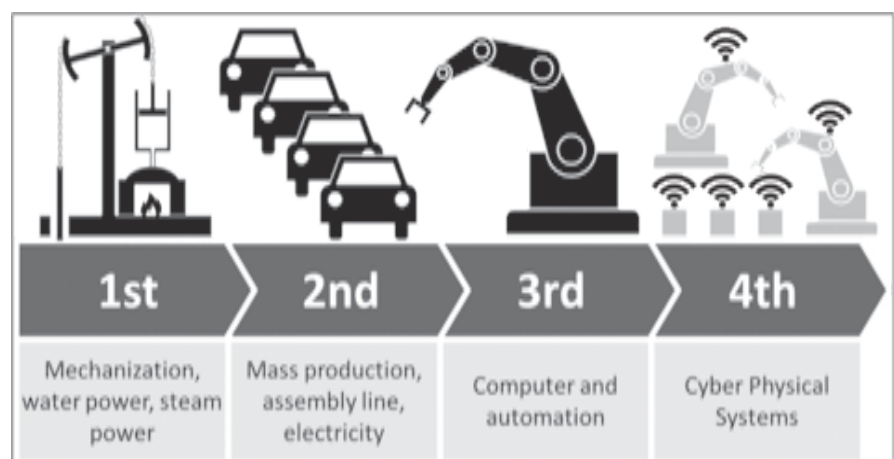 1st
2nd
3rd
4th
Mechanization,
water power, steam
power
Mass production,
assembly line,
electricity
Computer and
automation
Cyber Physical
Systems